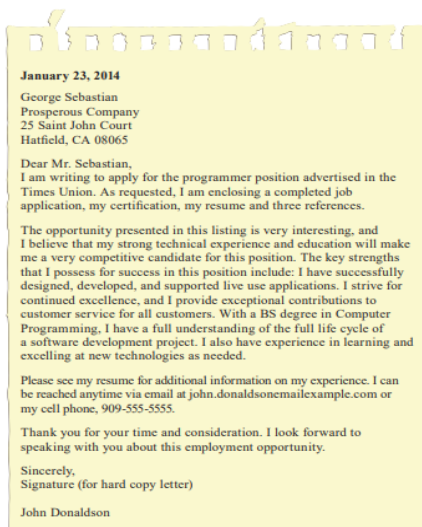 January 23, 2014
George Sebastian
Prosperous Company
25 Saint John Court
Hatfield, CA 08065
Dear Mr. Sebastian,
I am writing to apply for the programmer position advertised in the
Times Union. As requested, I am enclosing a completed job
application, my certification, my resume and three references.
The opportunity presented in this listing is very interesting, and
I believe that my strong technical experience and education will make
me a very competitive candidate for this position. The key strengths
that I possess for success in this position include: I have successfully
designed, developed, and supported live use applications. I strive for
continued excellence, and I provide exceptional contributions to
customer service for all customers. With a BS degree in Computer
Programming, I have a full understanding of the full life cycle of
a software development project. I also have experience in learning and
excelling at new technologies as needed.
Please see my resume for additional information on my experience. I can
be reached anytime via email at john.donaldsonemailexample.com or
my cell phone, 909-555-5555.
Thank you for your time and consideration. I look forward to
speaking with you about this employment opportunity.
Sincerely,
Signature (for hard copy letter)
John Donaldson